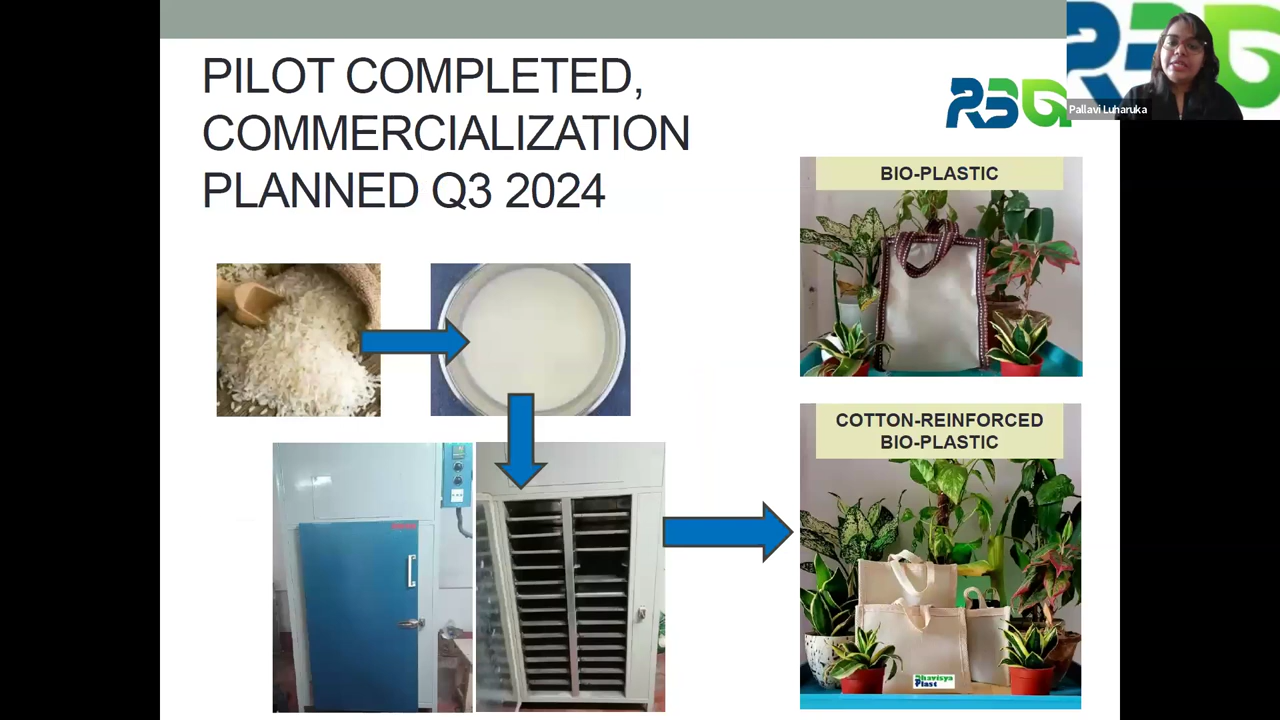 PILOT COMPLETED,
COMMERCIALIZATION
PLANNED Q3 2024
Pallavi Luharuka
BIO-PLASTIC
COTTON-REINFORCED
BIO-PLASTIC
Bhavisya
Plast